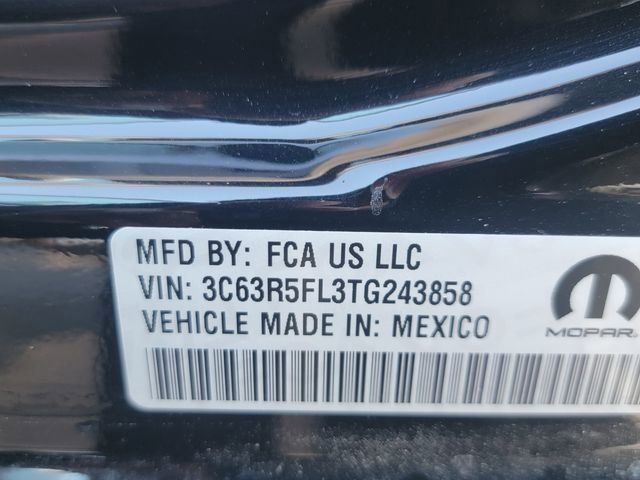 MFD BY: FCA US LLC
VIN: 3C63R5FL3TG243858
VEHICLE MADE IN: MEXICO
MOPAR